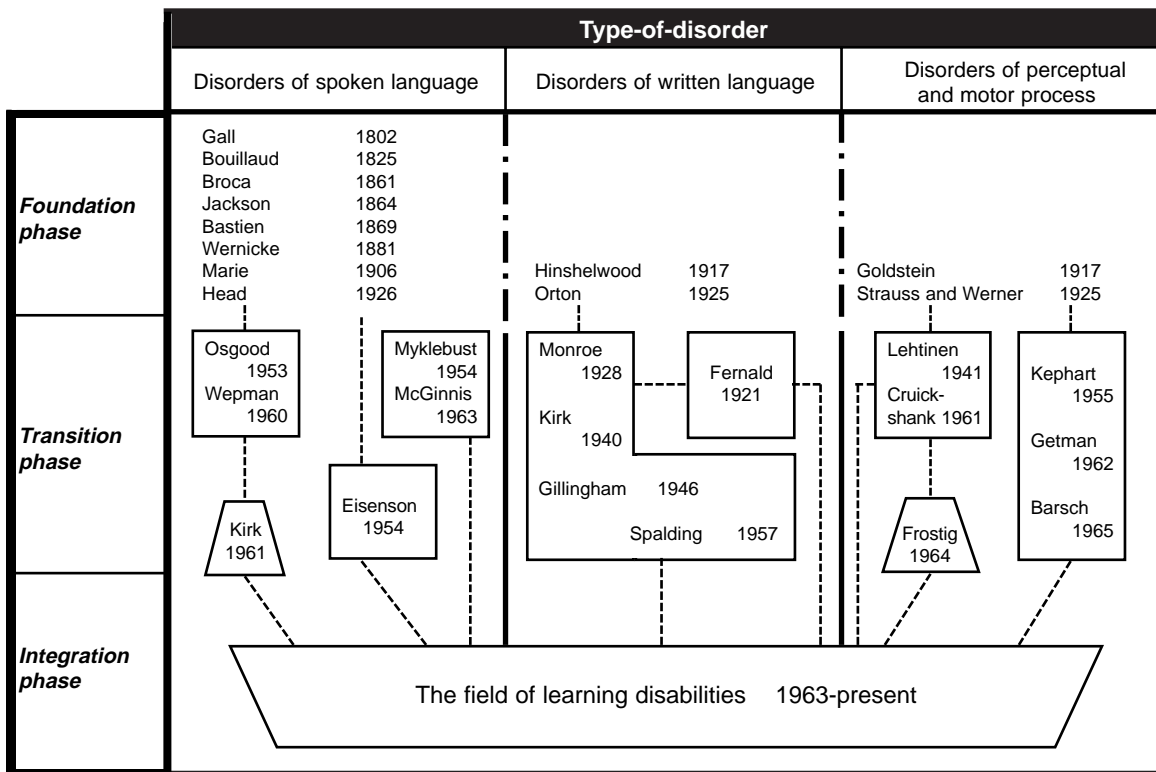 Type-of-disorder
Disorders of spoken language
Disorders of written language
Disorders of perceptual
and motor process
Foundation
phase
Gall 1802
Bouillaud 1825
Broca 1861
Jackson 1864
Bastien 1869
Wernicke 1881
Marie 1906
Head 1926
Hinshelwood 1917
Orton 1925
Goldstein 1917
Strauss and Werner 1925
Transition
phase
Osgood
1953
Wepman
1960
Kirk
1961
Myklebust
1954
McGinnis
1963
Eisenson
1954
Monroe
1928
Kirk
1940
Gillingham 1946
Spalding 1957
Fernald
1921
Lehtinen
1941
Cruick-
shank 1961
Frostig
1964
Kephart
1955
Getman
1962
Barsch
1965
Integration
phase
The field of learning disabilities 1963-present